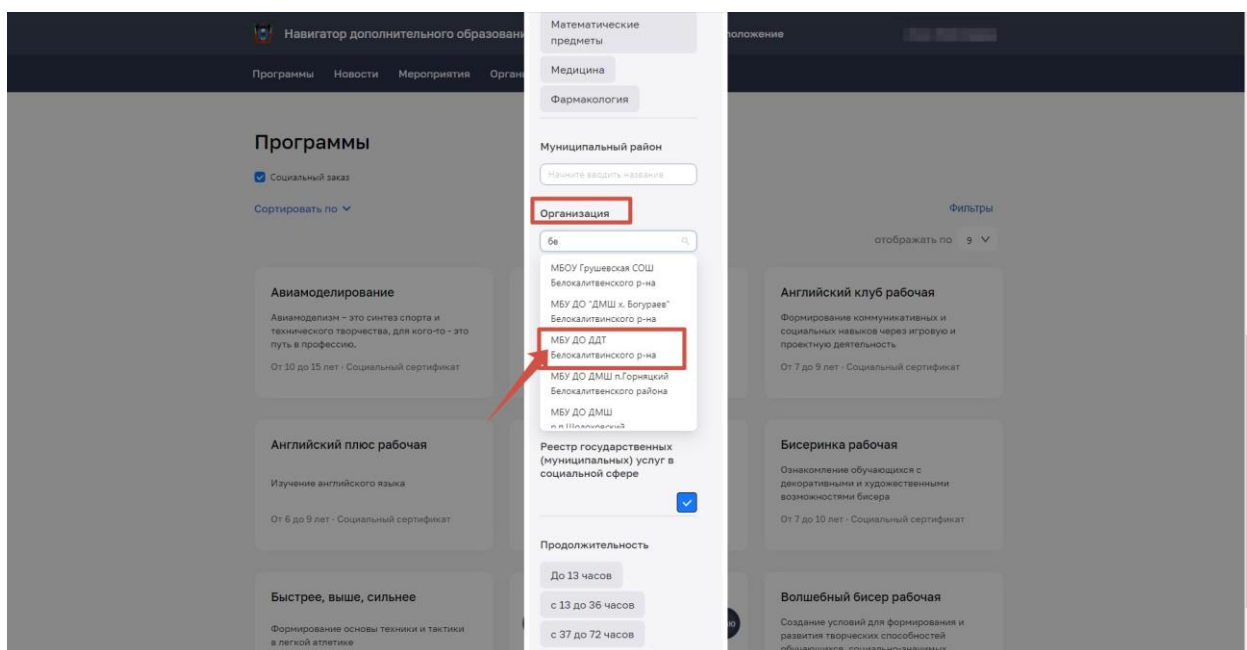 Навигатор дополнительного образован
положение
Программы Новости Мероприятия Орган
Математические
предметы
Медицина
Фармакология
Муниципальный район
Начните вводить название
Организация
бе
МБОУ Грушевская СОШ
Белокалитвенского р-на
МБУ ДО "ДМШ х. Богураев"
Белокалитвинского р-на
МБУ ДО ДДТ
Белокалитвинского р-на
МБУ ДО ДМШ п.Горняцкий
Белокалитвенского района
МБУ ДО ДМШ
п.п Шолоховский
Реестр государственных
(муниципальных) услуг в
социальной сфере
Продолжительность
До 13 часов
с 13 до 36 часов
с 37 до 72 часов
Программы
Социальный заказ
Сортировать по
Фильтры
отображать по 9
Авиамоделирование
Авиамоделизм – это синтез спорта и
технического творчества, для кого-то - это
путь в профессию.
От 10 до 15 лет · Социальный сертификат
Английский клуб рабочая
Формирование коммуникативных и
социальных навыков через игровую и
проектную деятельность
От 7 до 9 лет · Социальный сертификат
Английский плюс рабочая
Изучение английского языка
От 6 до 9 лет · Социальный сертификат
Бисеринка рабочая
Ознакомление обучающихся с
декоративными и художественными
возможностями бисера
От 7 до 10 лет · Социальный сертификат
Быстрее, выше, сильнее
Формирование основы техники и тактики
в легкой атлетике
Волшебный бисер рабочая
Создание условий для формирования и
развития творческих способностей
обучающихся, социально-значимых